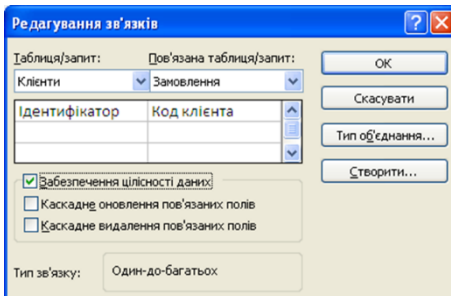 Редагування зв'язків
Таблиця/запит: Пов'язана таблиця/запит:
Клієнти Замовлення
Ідентифікатор Код клієнта
Забезпечення цілісності даних
Каскадне оновлення пов'язаних полів
Каскадне видалення пов'язаних полів
Тип зв'язку: Один-до-багатьох
ОК
Скасувати
Тип об'єднання...
Створити...